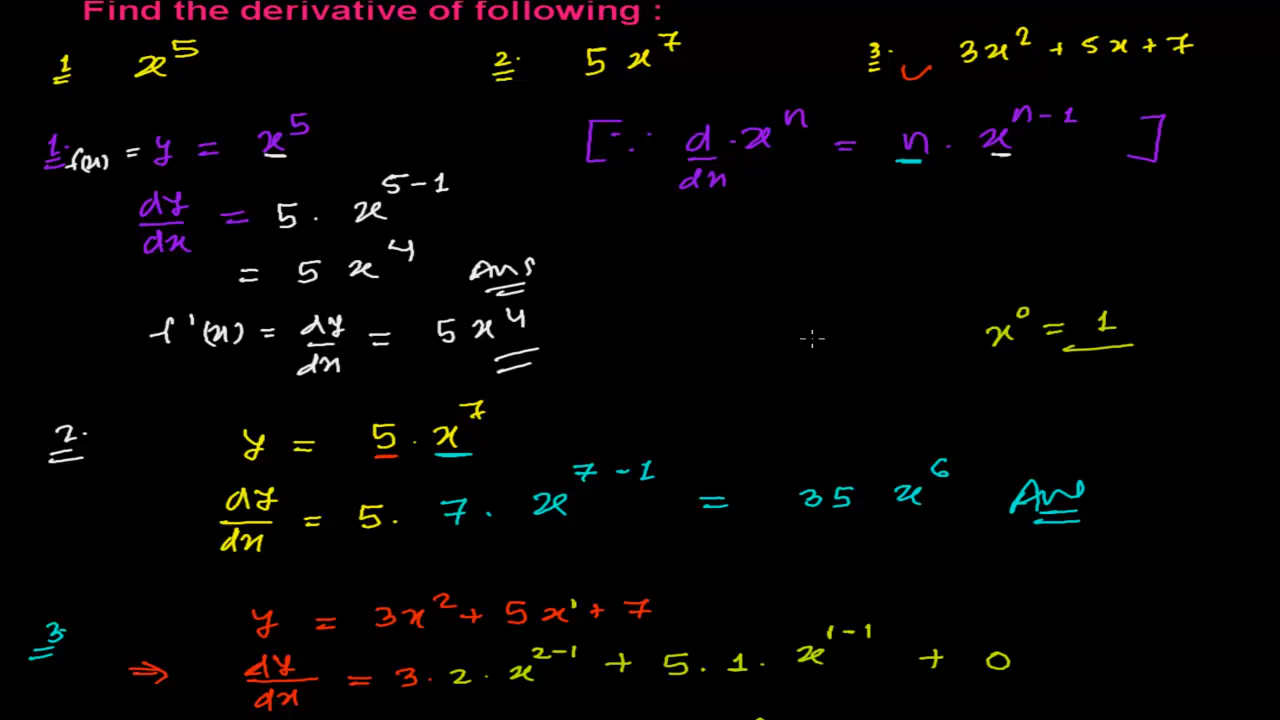 Find the derivative of following :
1 x^5 2. 5x^7 3. 3x^2 + 5x + 7
1. f(x) = y = x^5 [∵ d/dx · x^n = n · x^(n-1)]
dy/dx = 5 · x^(5-1)
= 5 x^4 Ans
f'(x) = dy/dx = 5x^4 x^0 = 1
2. y = 5 · x^7
dy/dx = 5 · 7 · x^(7-1) = 35 x^6 Ans
3. y = 3x^2 + 5x^1 + 7
⇒ dy/dx = 3 · 2 · x^(2-1) + 5 · 1 · x^(1-1) + 0